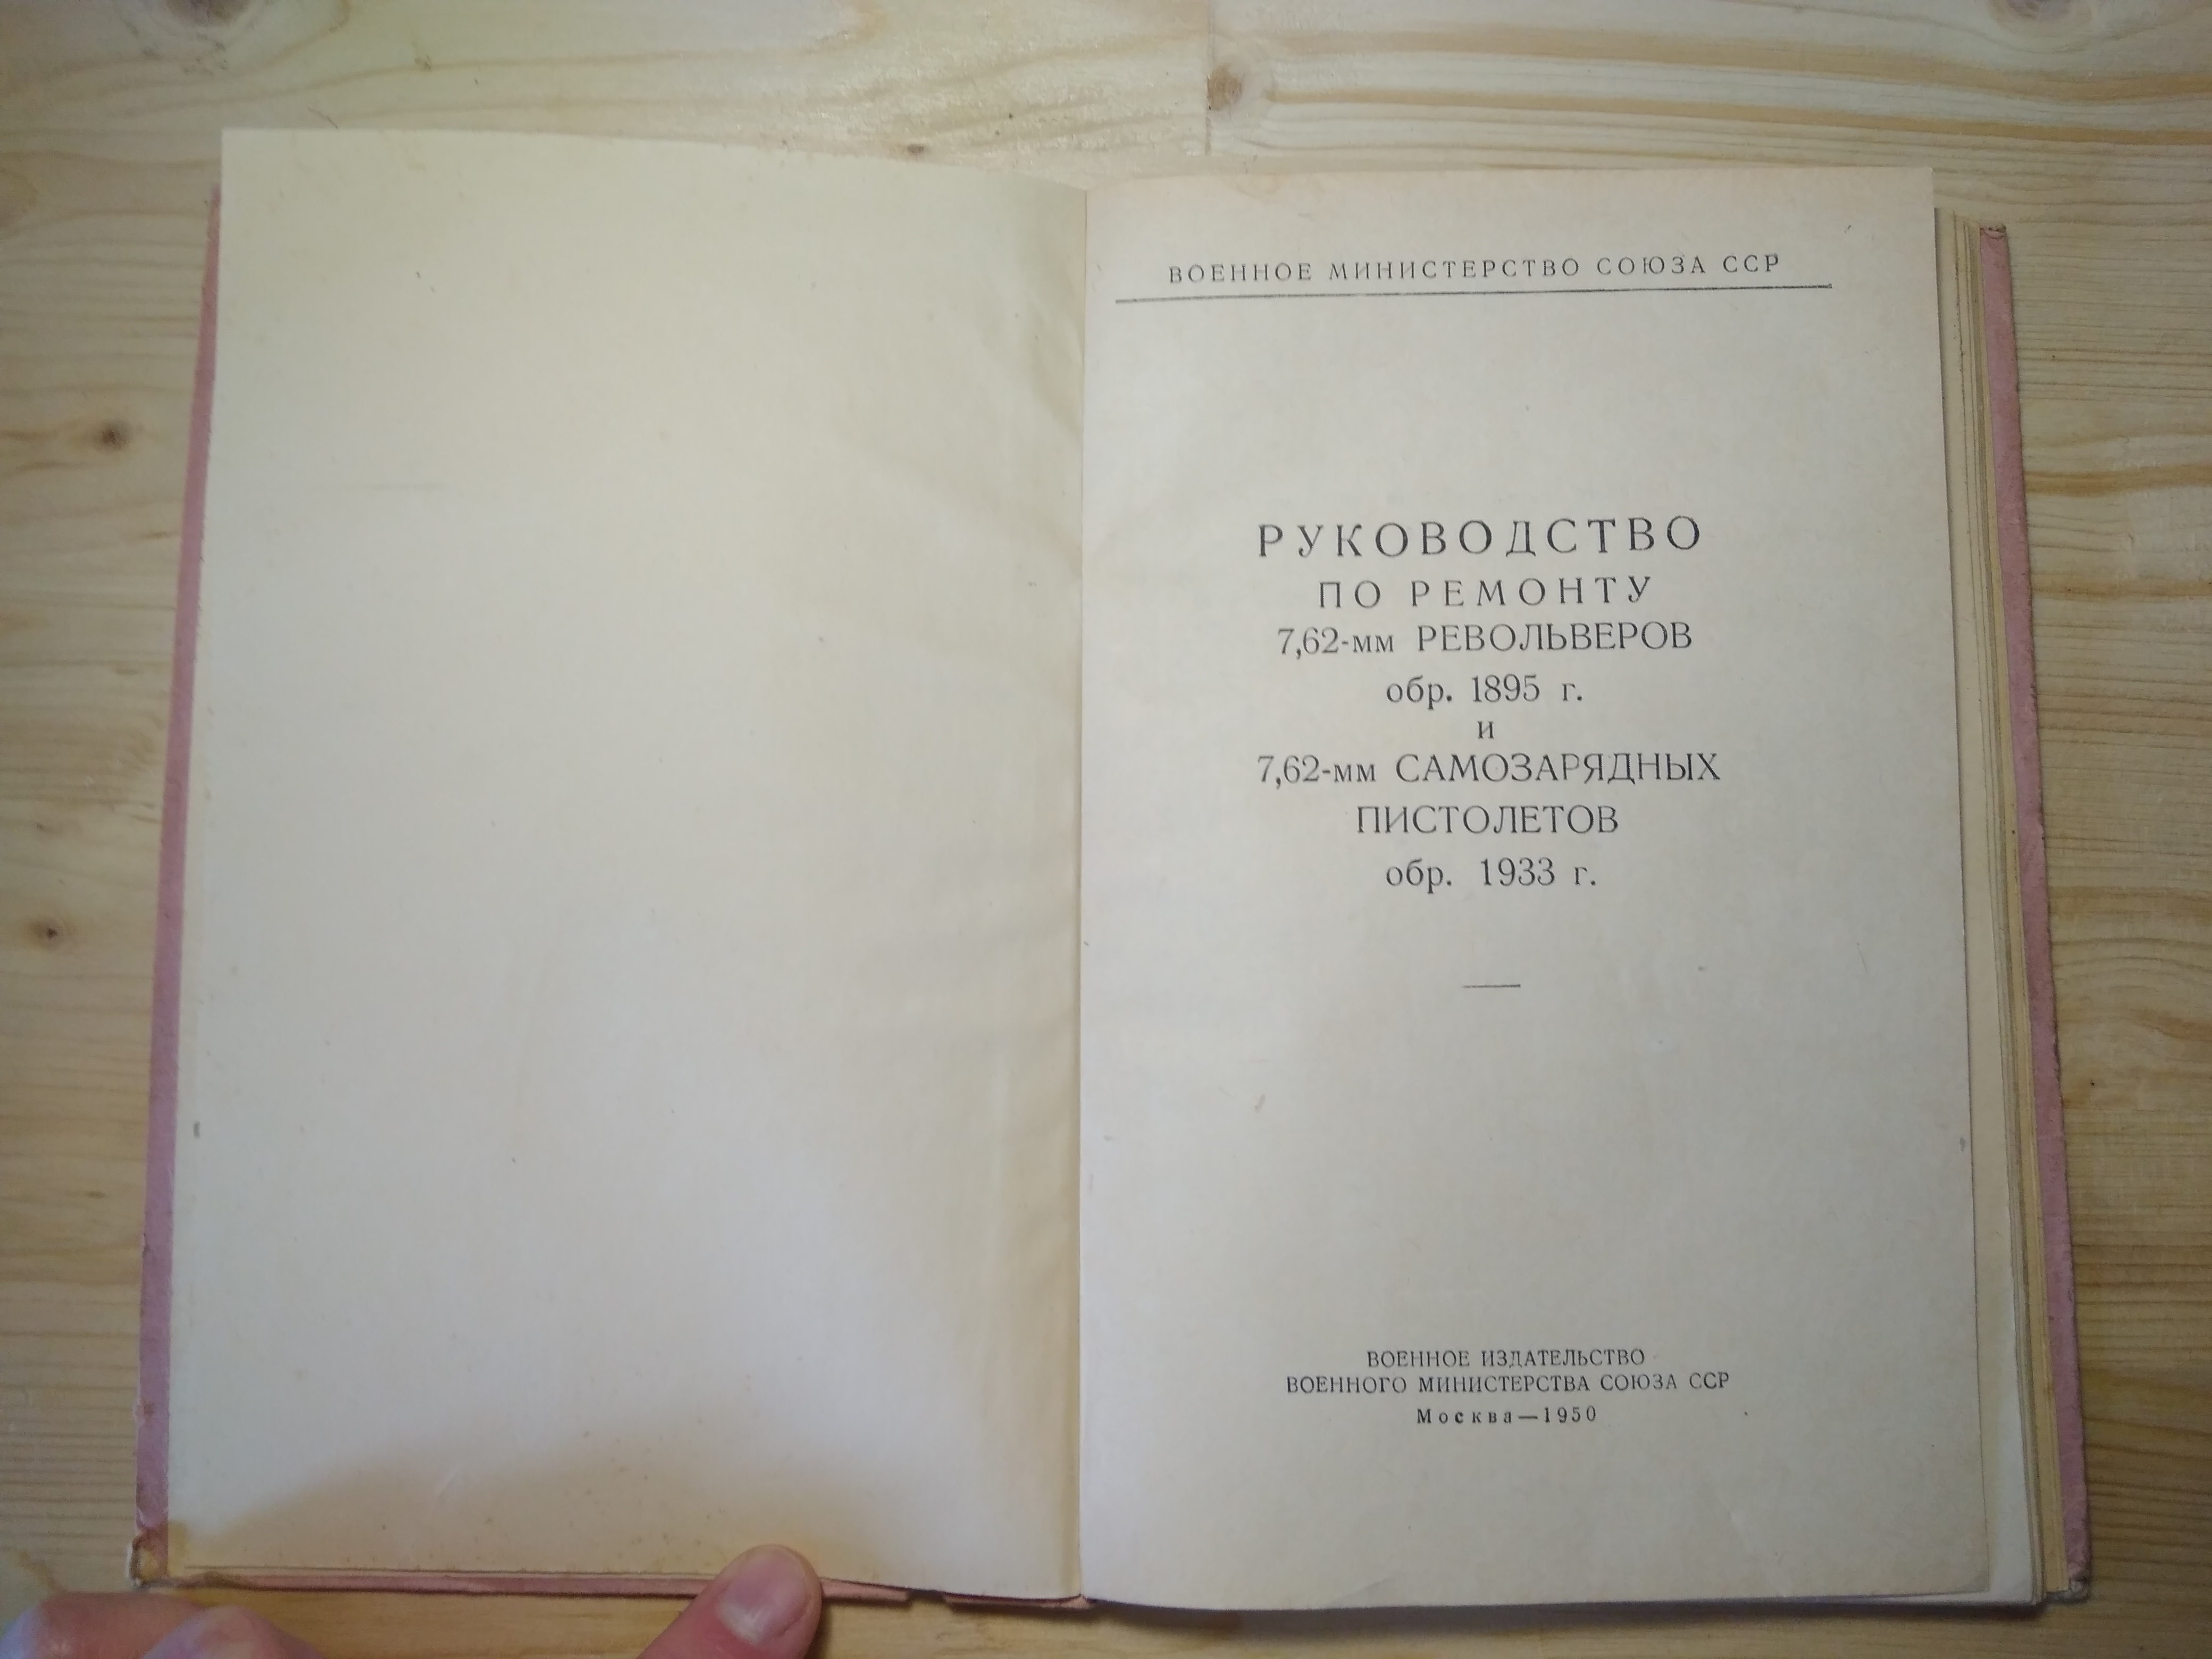 ВОЕННОЕ МИНИСТЕРСТВО СОЮЗА ССР
РУКОВОДСТВО
ПО РЕМОНТУ
7,62-мм РЕВОЛЬВЕРОВ
обр. 1895 г.
и
7,62-мм САМОЗАРЯДНЫХ
ПИСТОЛЕТОВ
обр. 1933 г.
ВОЕННОЕ ИЗДАТЕЛЬСТВО
ВОЕННОГО МИНИСТЕРСТВА СОЮЗА ССР
Москва—1950